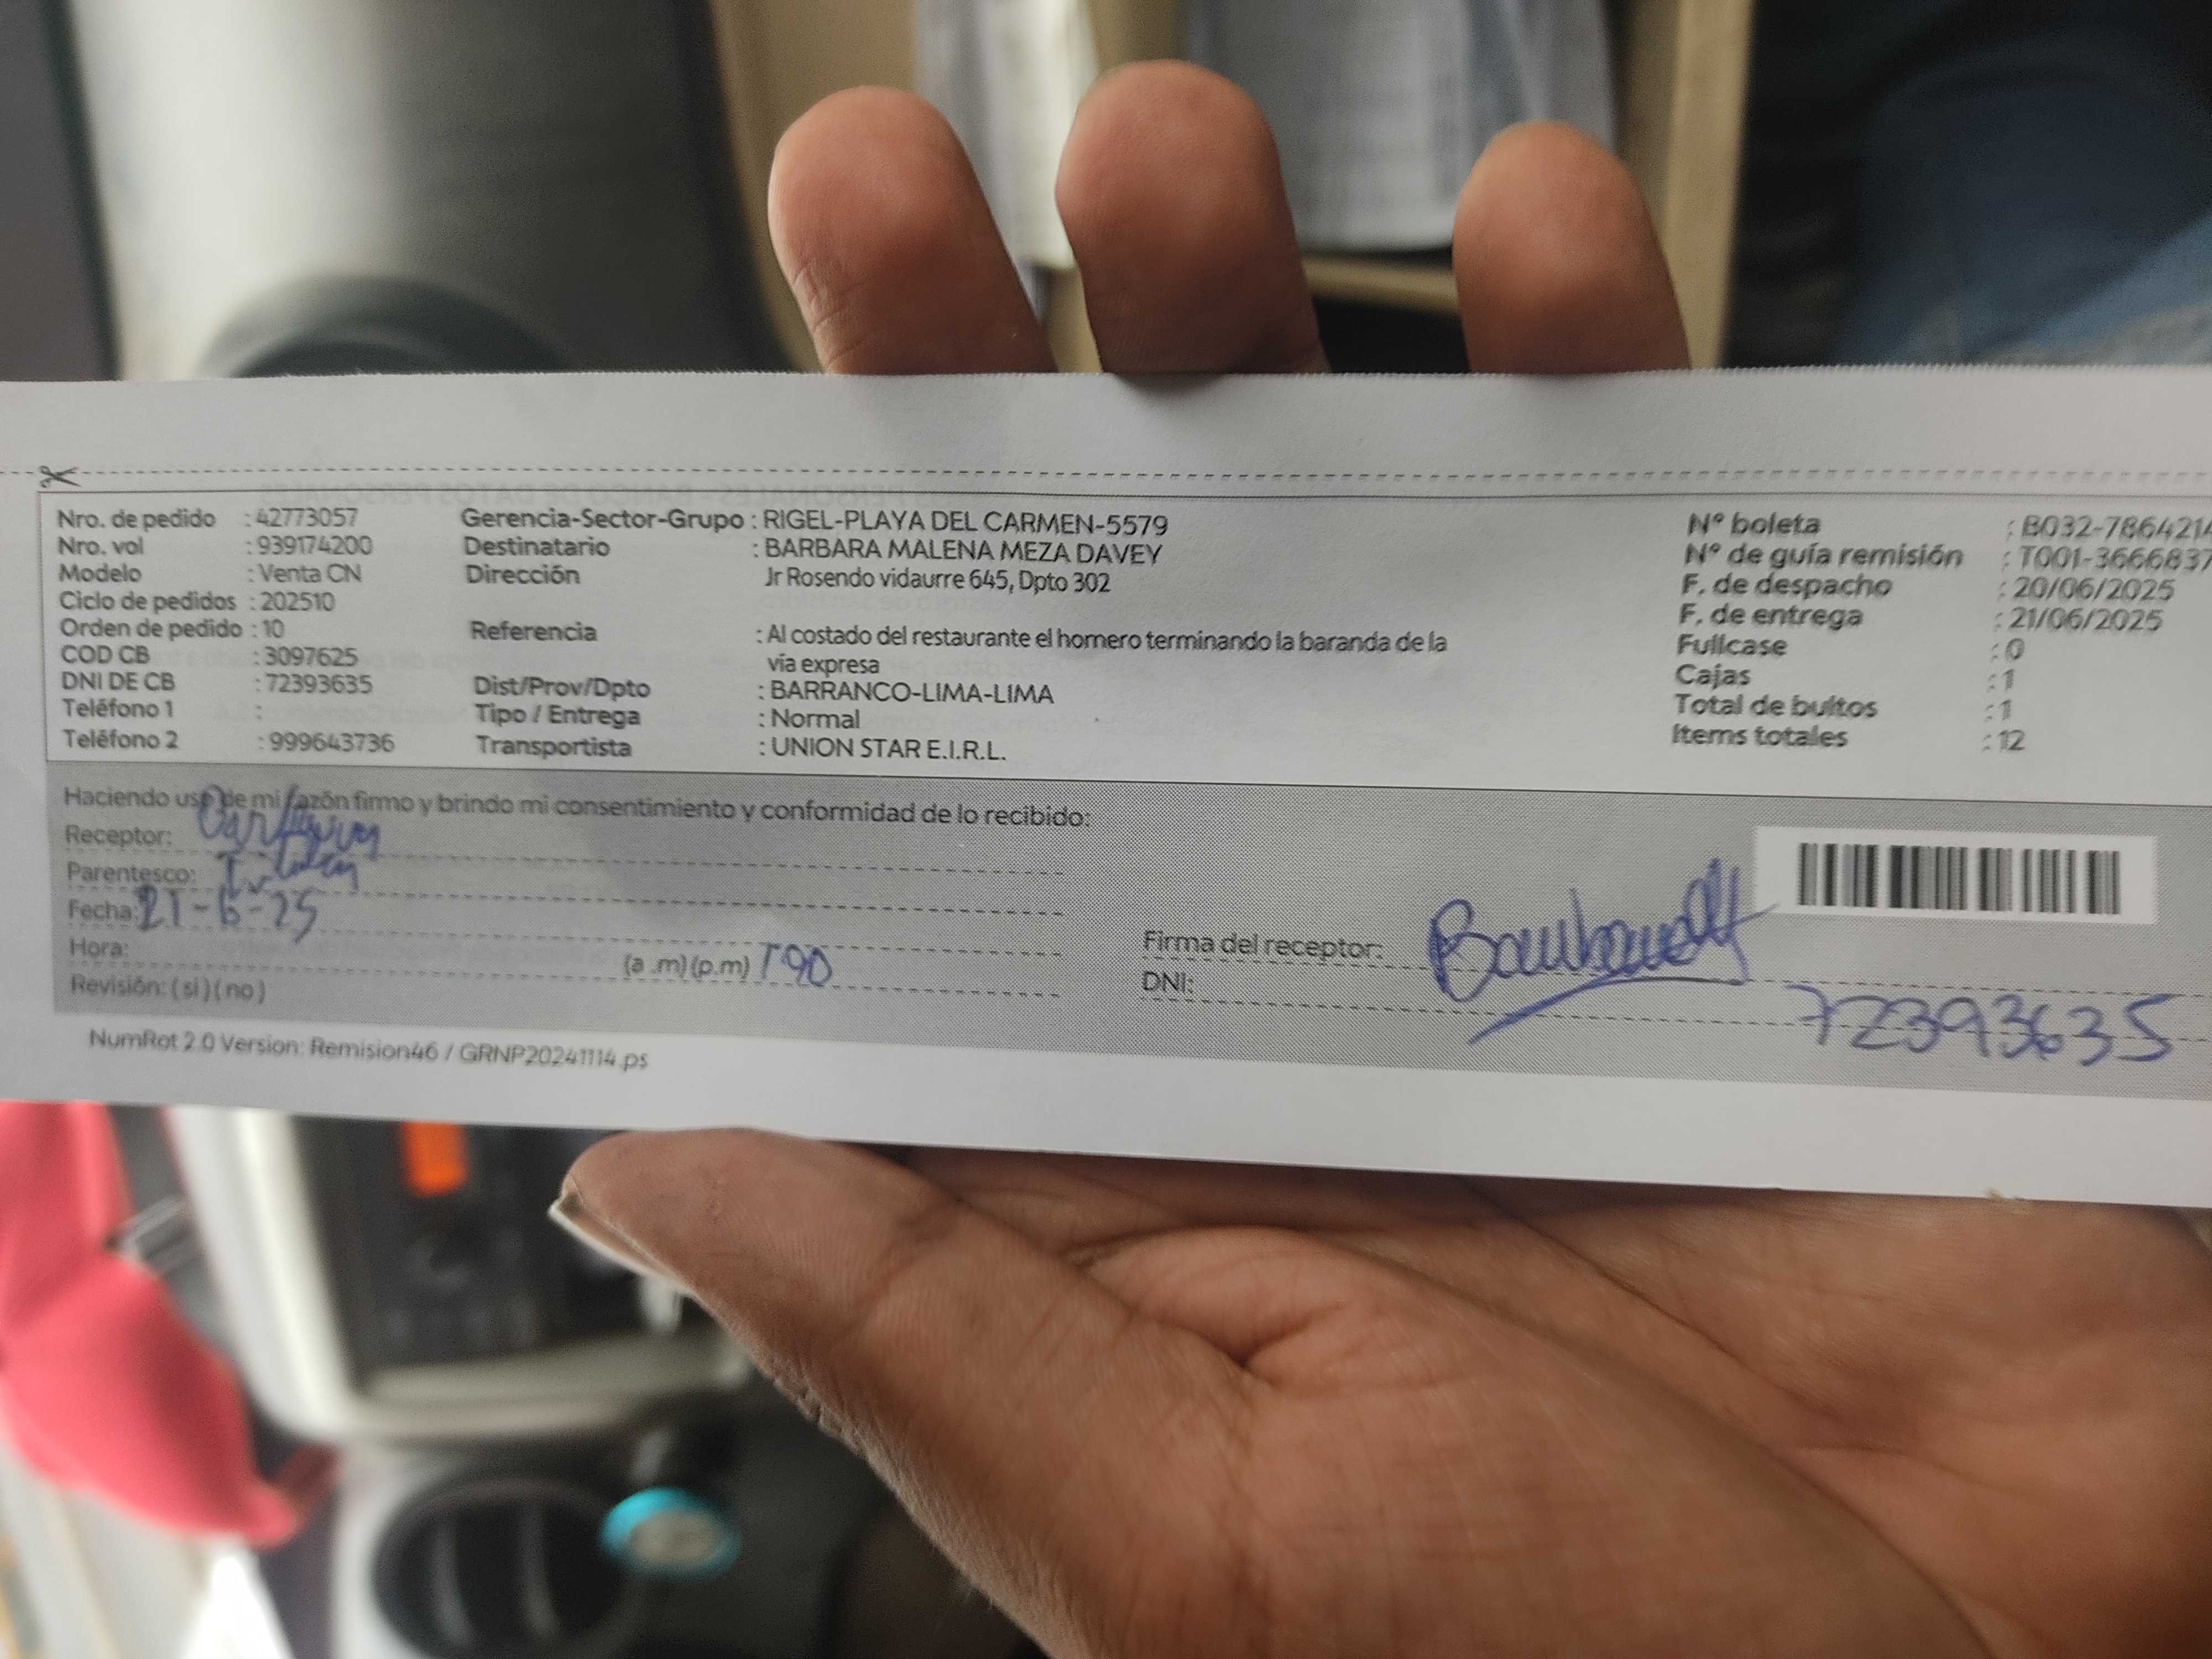 Nro. de pedido : 42773057
Nro. vol : 939174200
Modelo : Venta CN
Ciclo de pedidos : 202510
Orden de pedido : 10
COD CB : 3097625
DNI DE CB : 72393635
Teléfono 1 :
Teléfono 2 : 999643736
Gerencia-Sector-Grupo : RIGEL-PLAYA DEL CARMEN-5579
Destinatario : BARBARA MALENA MEZA DAVEY
Dirección Jr Rosendo vidaurre 645, Dpto 302
Referencia : Al costado del restaurante el hornero terminando la baranda de la
vía expresa
Dist/Prov/Dpto : BARRANCO-LIMA-LIMA
Tipo / Entrega : Normal
Transportista : UNION STAR E.I.R.L.
Nº boleta : B032-7864214
Nº de guía remisión : T001-3666837
F. de despacho : 20/06/2025
F. de entrega : 21/06/2025
Fullcase : 0
Cajas : 1
Total de bultos : 1
Items totales : 12
Haciendo uso de mi razón firmo y brindo mi consentimiento y conformidad de lo recibido:
Receptor:
Parentesco:
Fecha: 21-6-25
Hora: (a .m) (p.m)
Revisión: ( si ) ( no )
Firma del receptor:
DNI: 72393635
NumRot 2.0 Version: Remision46 / GRNP20241114.ps